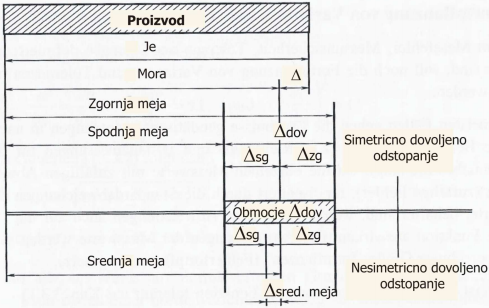 Proizvod
Je
Mora
Δ
Zgornja meja
Spodnja meja
Δdov
Simetricno dovoljeno
odstopanje
Δsg
Δzg
Obmocje Δdov
Δsg
Δzg
Srednja meja
Nesimetricno dovoljeno
odstopanje
Δsred. meja